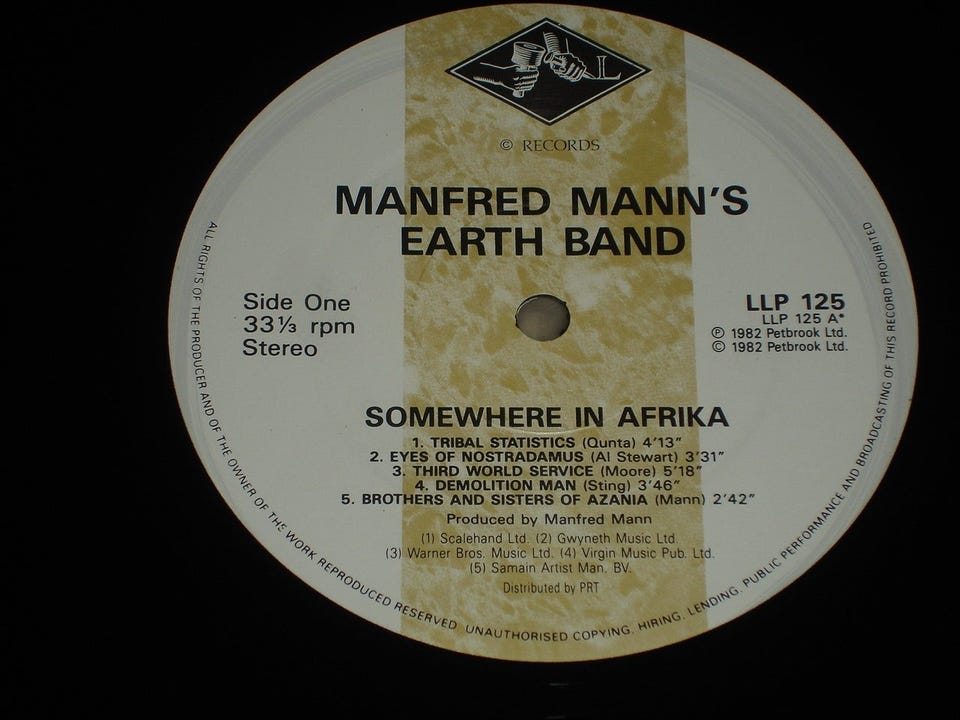 L
© RECORDS
MANFRED MANN'S
EARTH BAND
Side One
33⅓ rpm
Stereo
LLP 125
LLP 125 A*
Ⓟ 1982 Petbrook Ltd.
© 1982 Petbrook Ltd.
SOMEWHERE IN AFRIKA
1. TRIBAL STATISTICS (Qunta) 4'13"
2. EYES OF NOSTRADAMUS (Al Stewart) 3'31"
3. THIRD WORLD SERVICE (Moore) 5'18"
4. DEMOLITION MAN (Sting) 3'46"
5. BROTHERS AND SISTERS OF AZANIA (Mann) 2'42"
Produced by Manfred Mann
(1) Scalehand Ltd. (2) Gwyneth Music Ltd.
(3) Warner Bros. Music Ltd. (4) Virgin Music Pub. Ltd.
(5) Samain Artist Man. BV.
Distributed by PRT
ALL RIGHTS OF THE PRODUCER AND OF THE OWNER OF THE WORK REPRODUCED RESERVED UNAUTHORISED COPYING, HIRING, LENDING, PUBLIC PERFORMANCE AND BROADCASTING OF THIS RECORD PROHIBITED